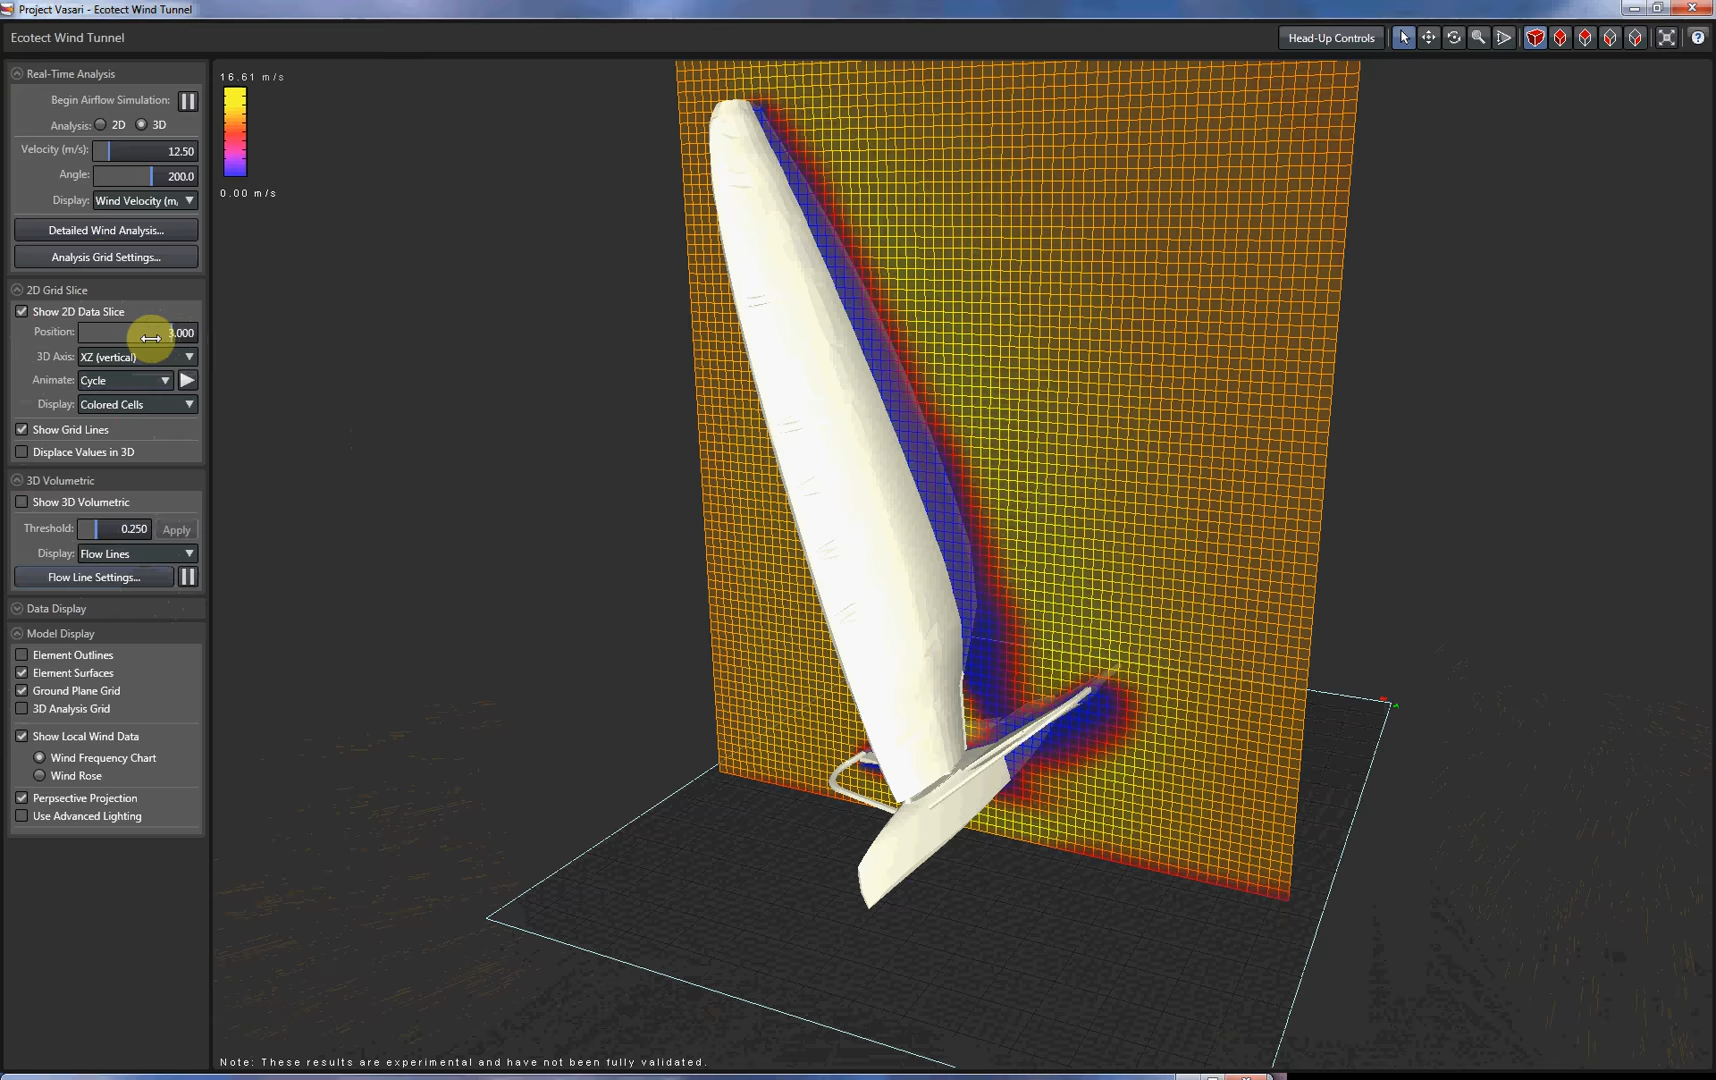 Project Vasari - Ecotect Wind Tunnel
Ecotect Wind Tunnel
Head-Up Controls
Real-Time Analysis
Begin Airflow Simulation:
Analysis: 2D 3D
Velocity (m/s): 12.50
Angle: 200.0
Display: Wind Velocity (m,
Detailed Wind Analysis...
Analysis Grid Settings...
2D Grid Slice
Show 2D Data Slice
Position: 3.000
3D Axis: XZ (vertical)
Animate: Cycle
Display: Colored Cells
Show Grid Lines
Displace Values in 3D
3D Volumetric
Show 3D Volumetric
Threshold: 0.250 Apply
Display: Flow Lines
Flow Line Settings...
Data Display
Model Display
Element Outlines
Element Surfaces
Ground Plane Grid
3D Analysis Grid
Show Local Wind Data
Wind Frequency Chart
Wind Rose
Perpsective Projection
Use Advanced Lighting
16.61 m/s
0.00 m/s
Note: These results are experimental and have not been fully validated.